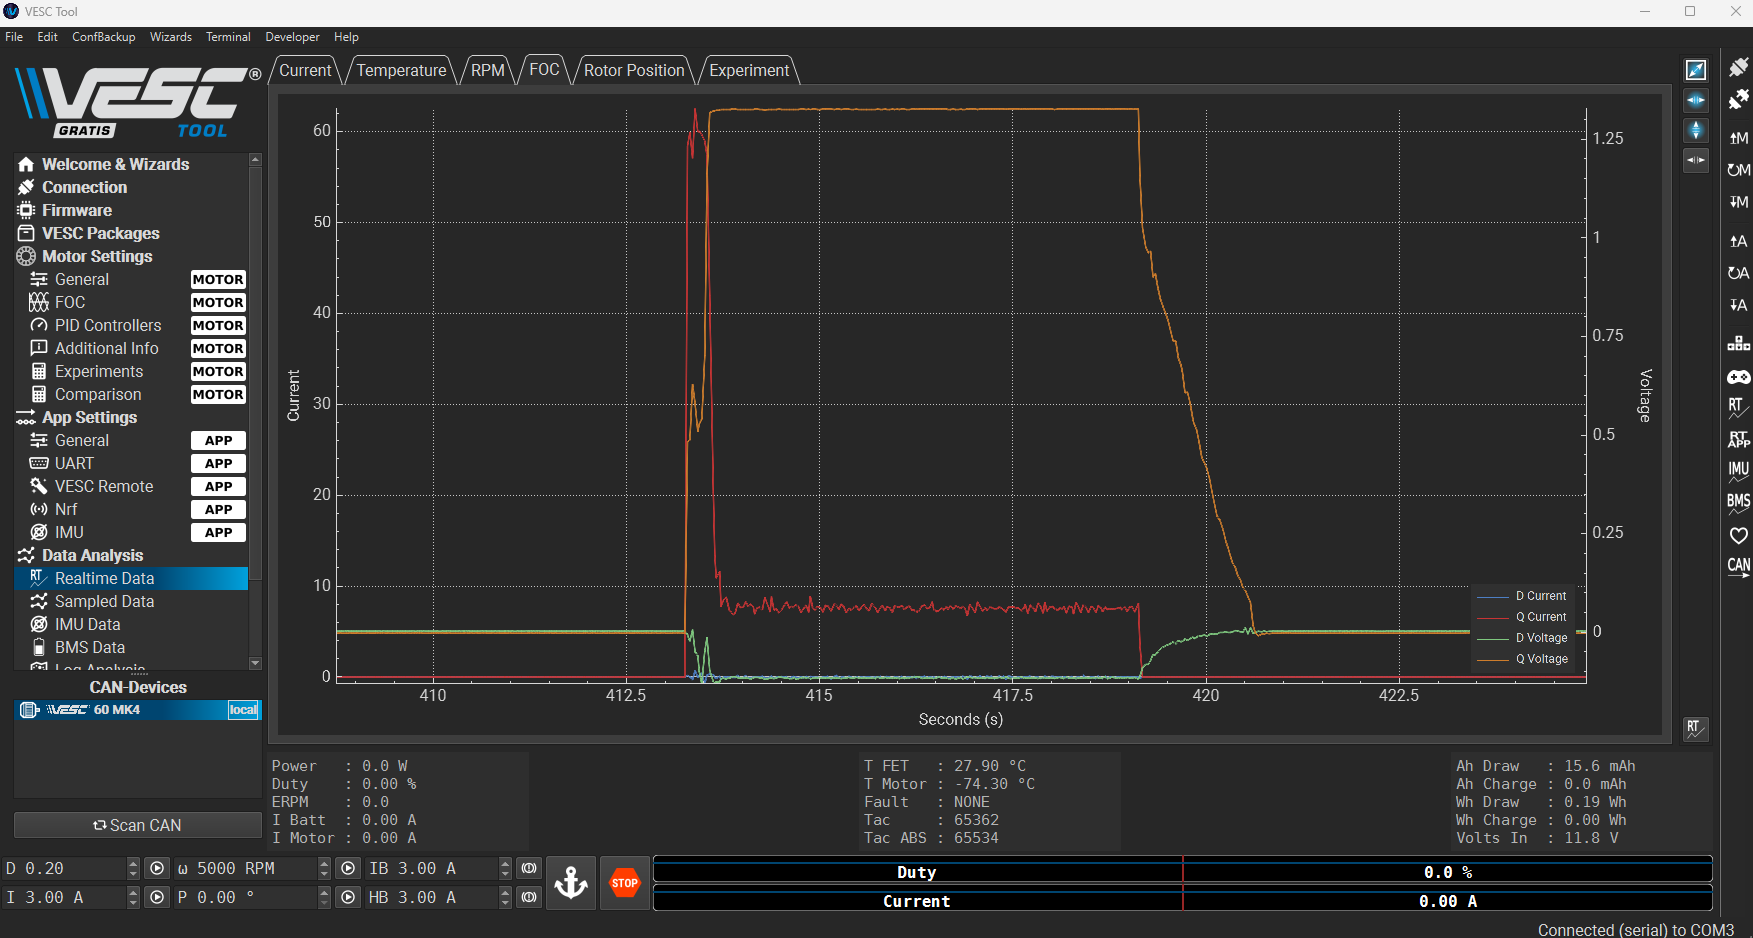 VESC Tool
File Edit ConfBackup Wizards Terminal Developer Help
VESC®
GRATIS TOOL
Welcome & Wizards
Connection
Firmware
VESC Packages
Motor Settings
General MOTOR
FOC MOTOR
PID Controllers MOTOR
Additional Info MOTOR
Experiments MOTOR
Comparison MOTOR
App Settings
General APP
UART APP
VESC Remote APP
Nrf APP
IMU APP
Data Analysis
RT Realtime Data
Sampled Data
IMU Data
BMS Data
Log Analysis
CAN-Devices
VESC 60 MK4 local
Scan CAN
Current Temperature RPM FOC Rotor Position Experiment
60
50
40
30
20
10
0
Current
1.25
1
0.75
0.5
0.25
0
Voltage
D Current
Q Current
D Voltage
Q Voltage
410 412.5 415 417.5 420 422.5
Seconds (s)
RT
M
M
M
A
A
A
RT
RT
APP
IMU
BMS
CAN
Power : 0.0 W
Duty : 0.00 %
ERPM : 0.0
I Batt : 0.00 A
I Motor : 0.00 A
T FET : 27.90 °C
T Motor : -74.30 °C
Fault : NONE
Tac : 65362
Tac ABS : 65534
Ah Draw : 15.6 mAh
Ah Charge : 0.0 mAh
Wh Draw : 0.19 Wh
Wh Charge : 0.00 Wh
Volts In : 11.8 V
D 0.20 ω 5000 RPM IB 3.00 A
I 3.00 A P 0.00 ° HB 3.00 A
STOP
Duty 0.0 %
Current 0.00 A
Connected (serial) to COM3